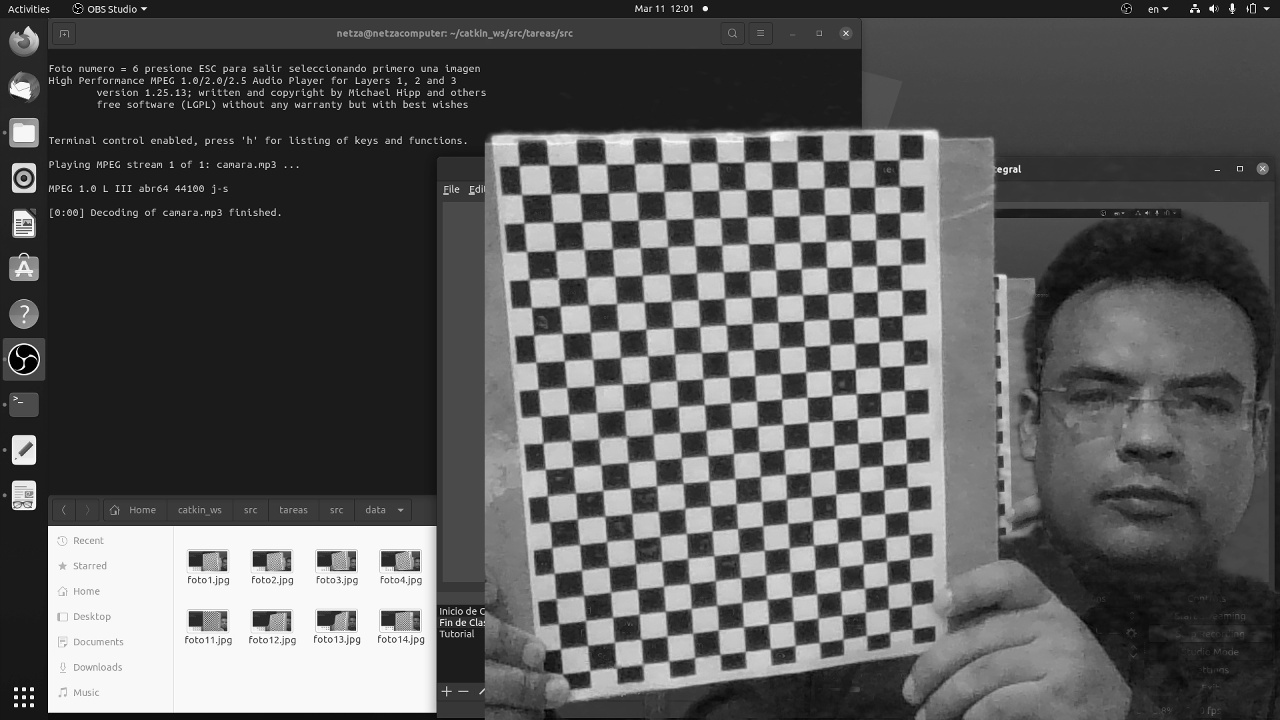 Activities
OBS Studio
Mar 11 12:01
en
netza@netzacomputer: ~/catkin_ws/src/tareas/src
Foto numero = 6 presione ESC para salir seleccionando primero una imagen
High Performance MPEG 1.0/2.0/2.5 Audio Player for Layers 1, 2 and 3
version 1.25.13; written and copyright by Michael Hipp and others
free software (LGPL) without any warranty but with best wishes
Terminal control enabled, press 'h' for listing of keys and functions.
Playing MPEG stream 1 of 1: camara.mp3 ...
MPEG 1.0 L III abr64 44100 j-s
[0:00] Decoding of camara.mp3 finished.
File
Home catkin_ws src tareas src data
Recent
Starred
Home
Desktop
Documents
Downloads
Music
foto1.jpg foto2.jpg foto3.jpg foto4.jpg
foto11.jpg foto12.jpg foto13.jpg foto14.jpg
Inicio de C
Fin de Clas
Tutorial